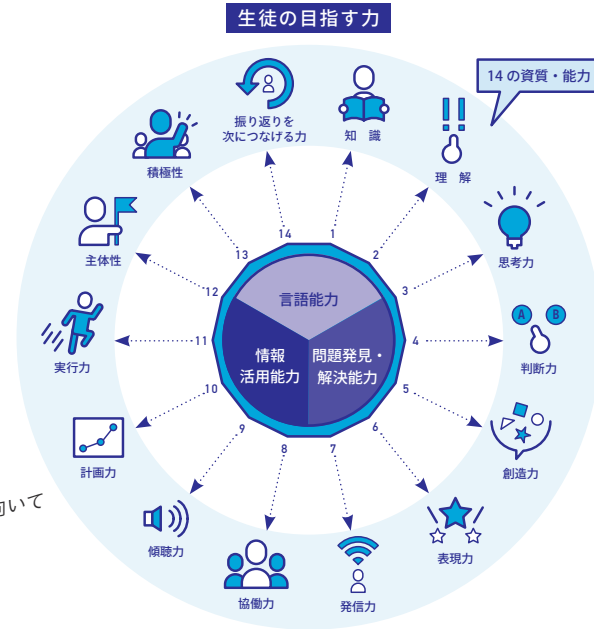 生徒の目指す力
14の資質・能力
振り返りを
次につなげる力
知 識
理 解
思考力
A
B
判断力
創造力
表現力
発信力
協働力
傾聴力
計画力
実行力
主体性
積極性
1
2
3
4
5
6
7
8
9
10
11
12
13
14
言語能力
情報
活用能力
問題発見・
解決能力
いて